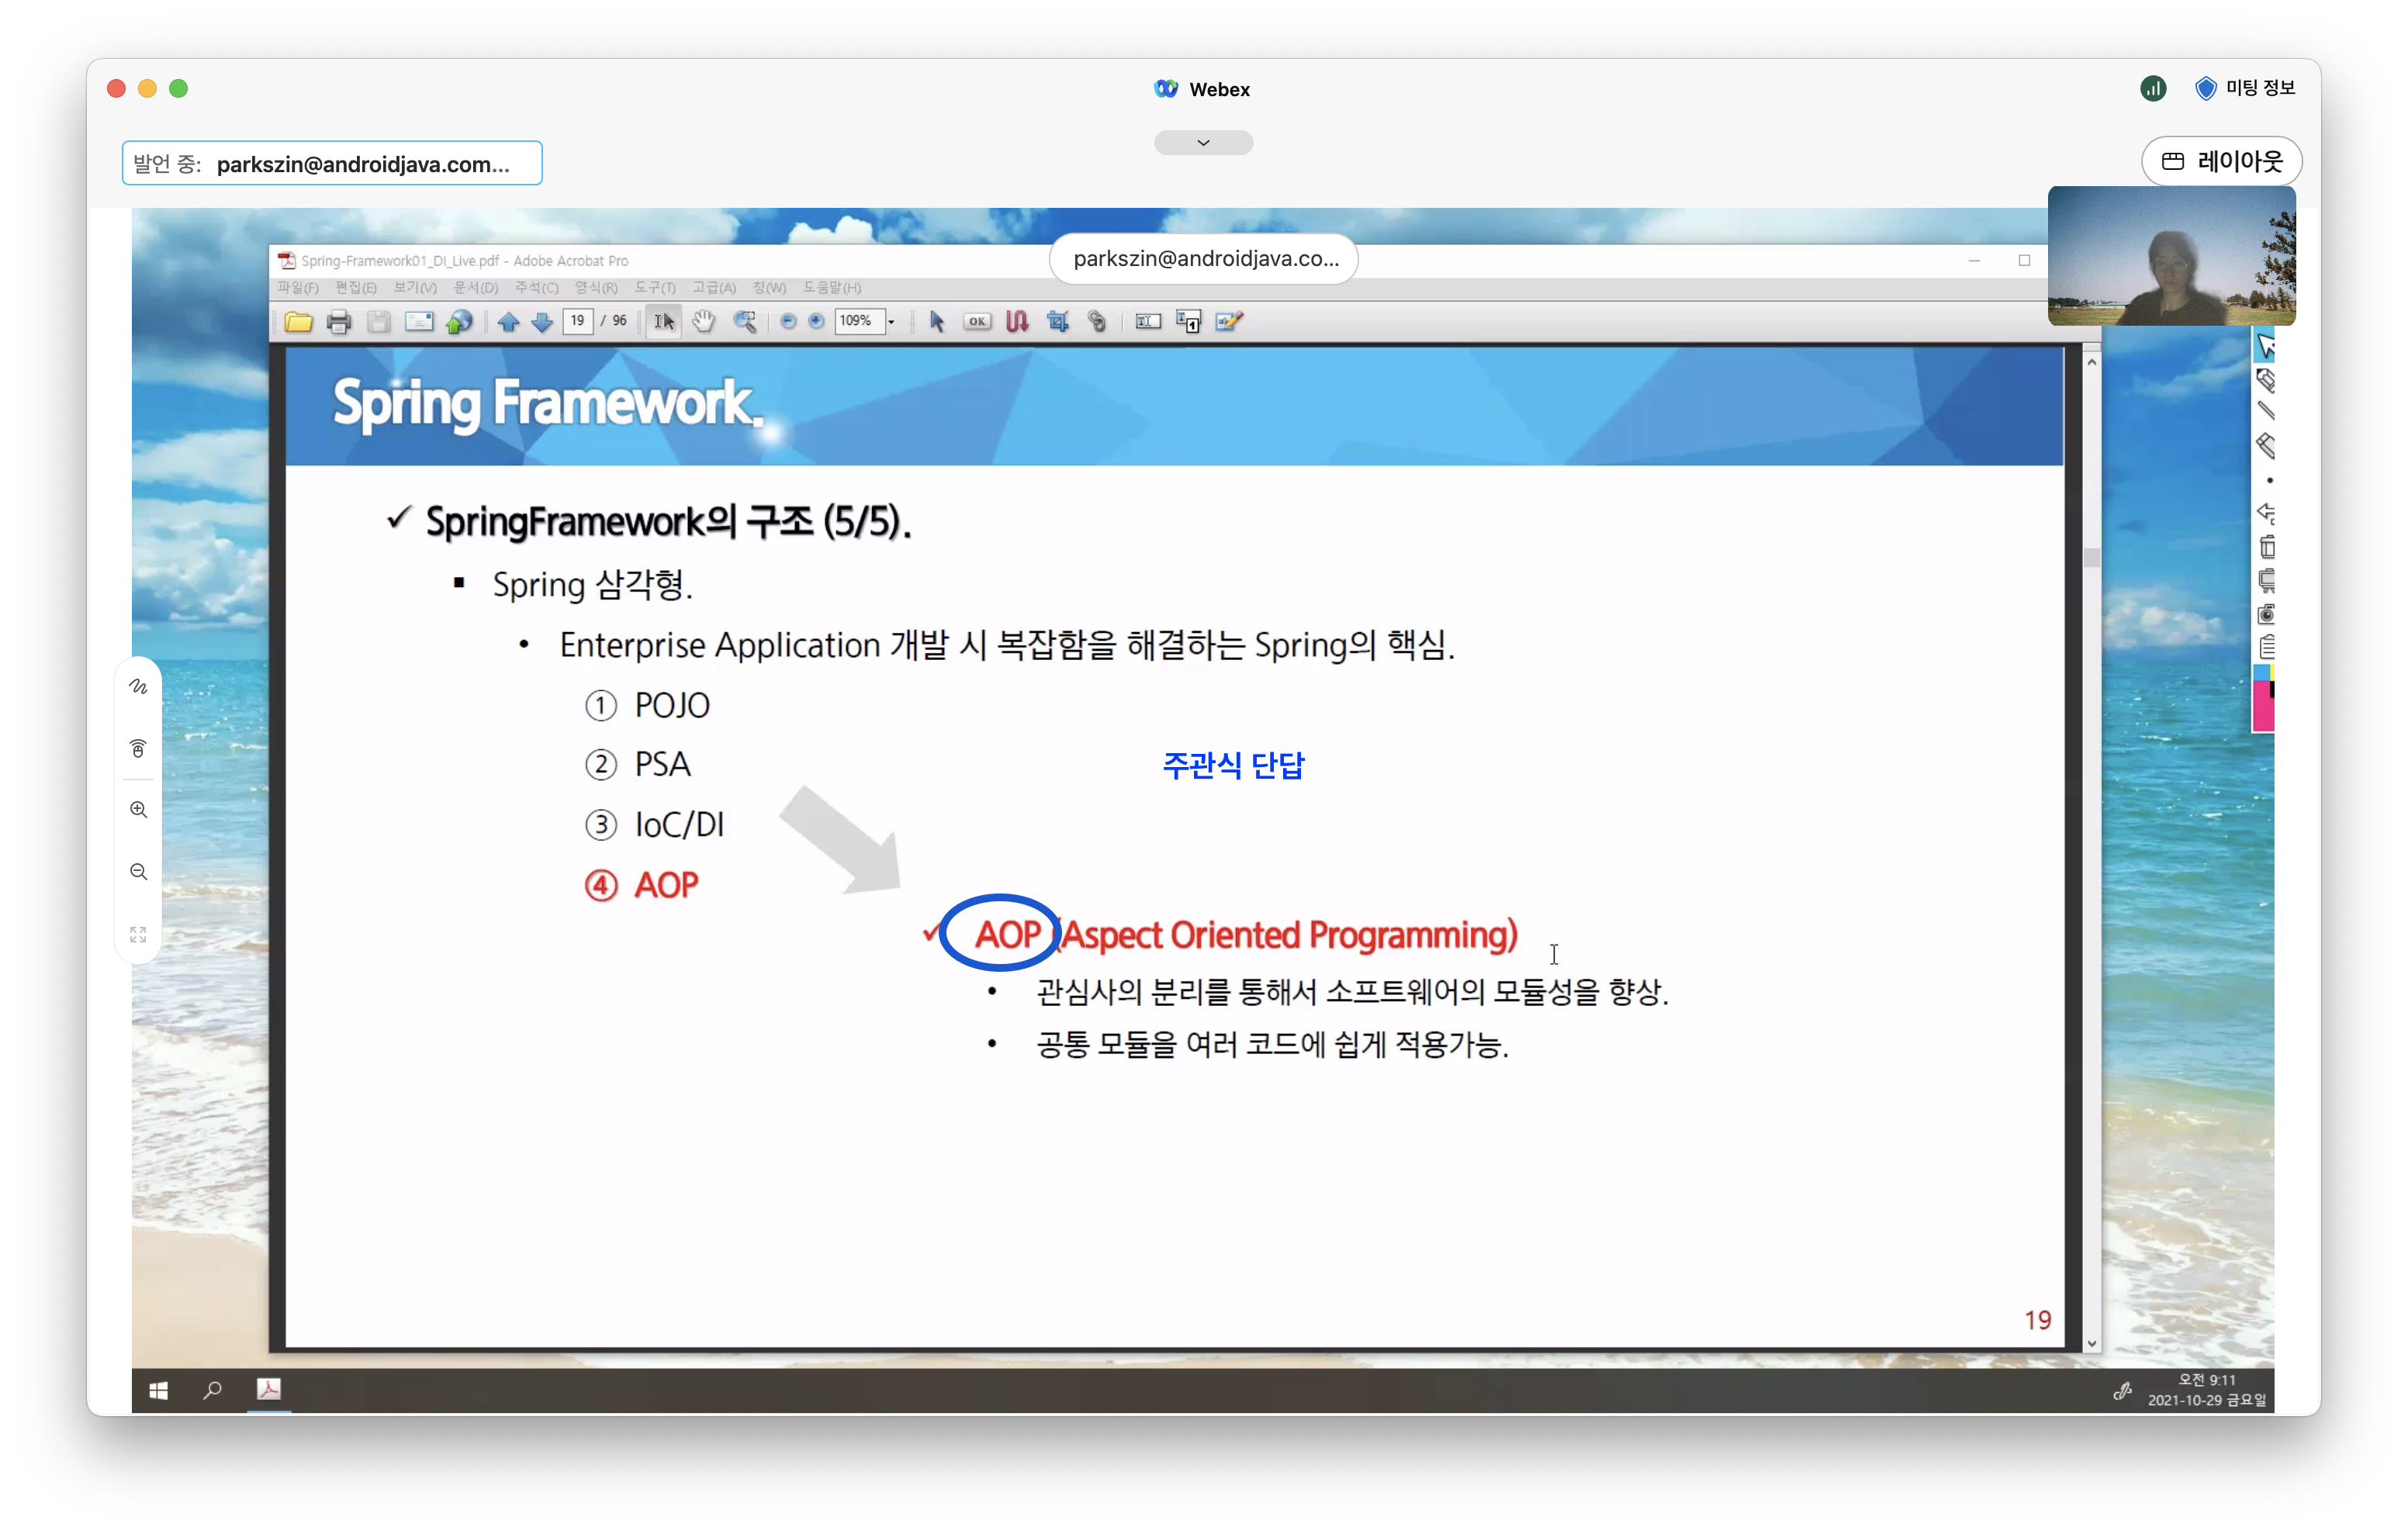 Webex
미팅 정보
발언 중: parkszin@androidjava.com...
레이아웃
Spring-Framework01_DI_Live.pdf - Adobe Acrobat Pro
parkszin@androidjava.co...
파일(F) 편집(E) 보기(V) 문서(D) 주석(C) 양식(R) 도구(T) 고급(A) 창(W) 도움말(H)
19 / 96 109% OK
Spring Framework.
✓ SpringFramework의 구조 (5/5).
▪ Spring 삼각형.
• Enterprise Application 개발 시 복잡함을 해결하는 Spring의 핵심.
① POJO
② PSA
주관식 단답
③ IoC/DI
④ AOP
✓ AOP (Aspect Oriented Programming)
• 관심사의 분리를 통해서 소프트웨어의 모듈성을 향상.
• 공통 모듈을 여러 코드에 쉽게 적용가능.
19
오전 9:11
2021-10-29 금요일